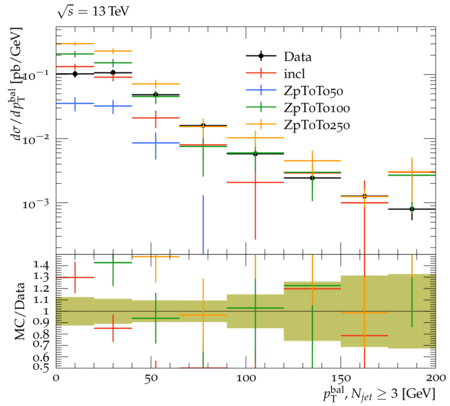 √s = 13 TeV
dσ/dp_T^bal [pb/GeV]
10^−1
10^−2
10^−3
Data
incl
ZpToTo50
ZpToTo100
ZpToTo250
MC/Data
1.4
1.3
1.2
1.1
1
0.9
0.8
0.7
0.6
0.5
0 50 100 150 200
p_T^bal, N_jet ≥ 3 [GeV]